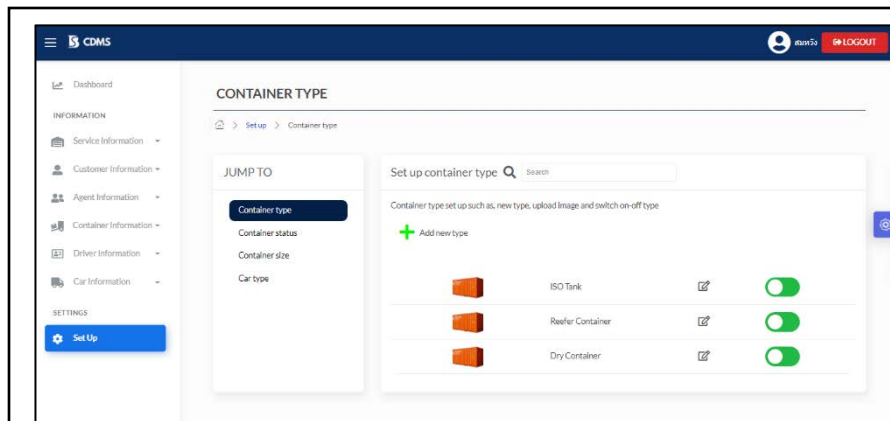 CDMS
สมหวัง
LOGOUT
Dashboard
INFORMATION
Service Information
Customer Information
Agent Information
Container Information
Driver Information
Car Information
SETTINGS
Set Up
CONTAINER TYPE
Setup > Container type
JUMP TO
Container type
Container status
Container size
Car type
Set up container type
Search
Container type set up such as, new type, upload image and switch on-off type
Add new type
ISO Tank
Reefer Container
Dry Container